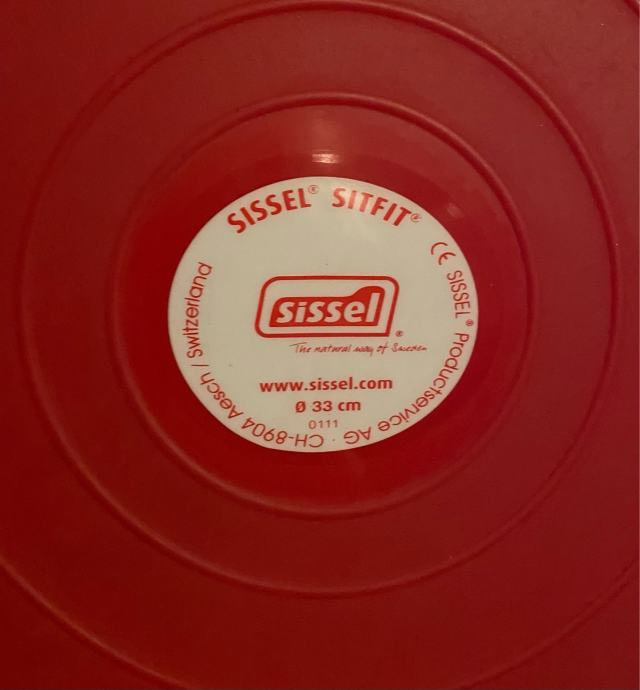 SISSEL® SITFIT®
CE SISSEL® Productservice AG · CH-8904 Aesch / Switzerland
sissel®
The natural way of Sweden
www.sissel.com
Ø 33 cm
0111